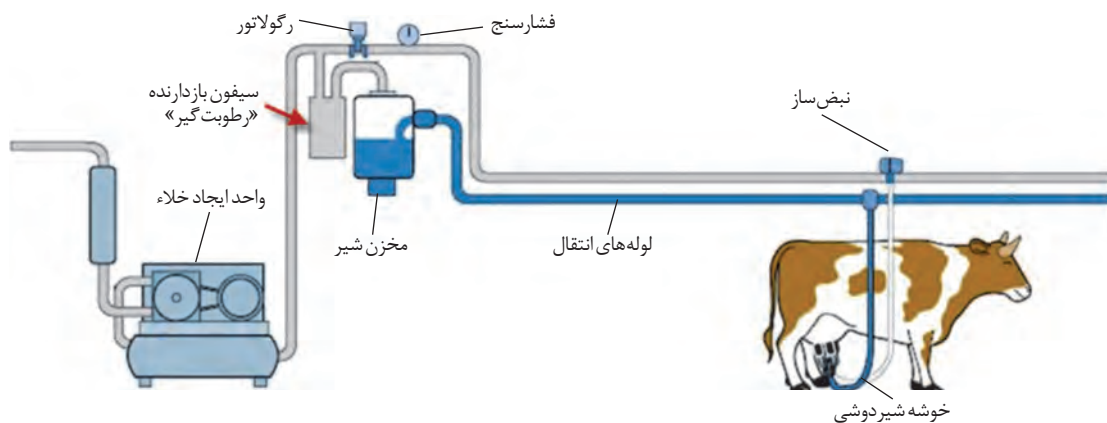 فشارسنج
رگولاتور
سیفون بازدارنده
«رطوبت‌گیر»
نبض‌ساز
واحد ایجاد خلاء
مخزن شیر
لوله‌های انتقال
خوشه شیردوشی